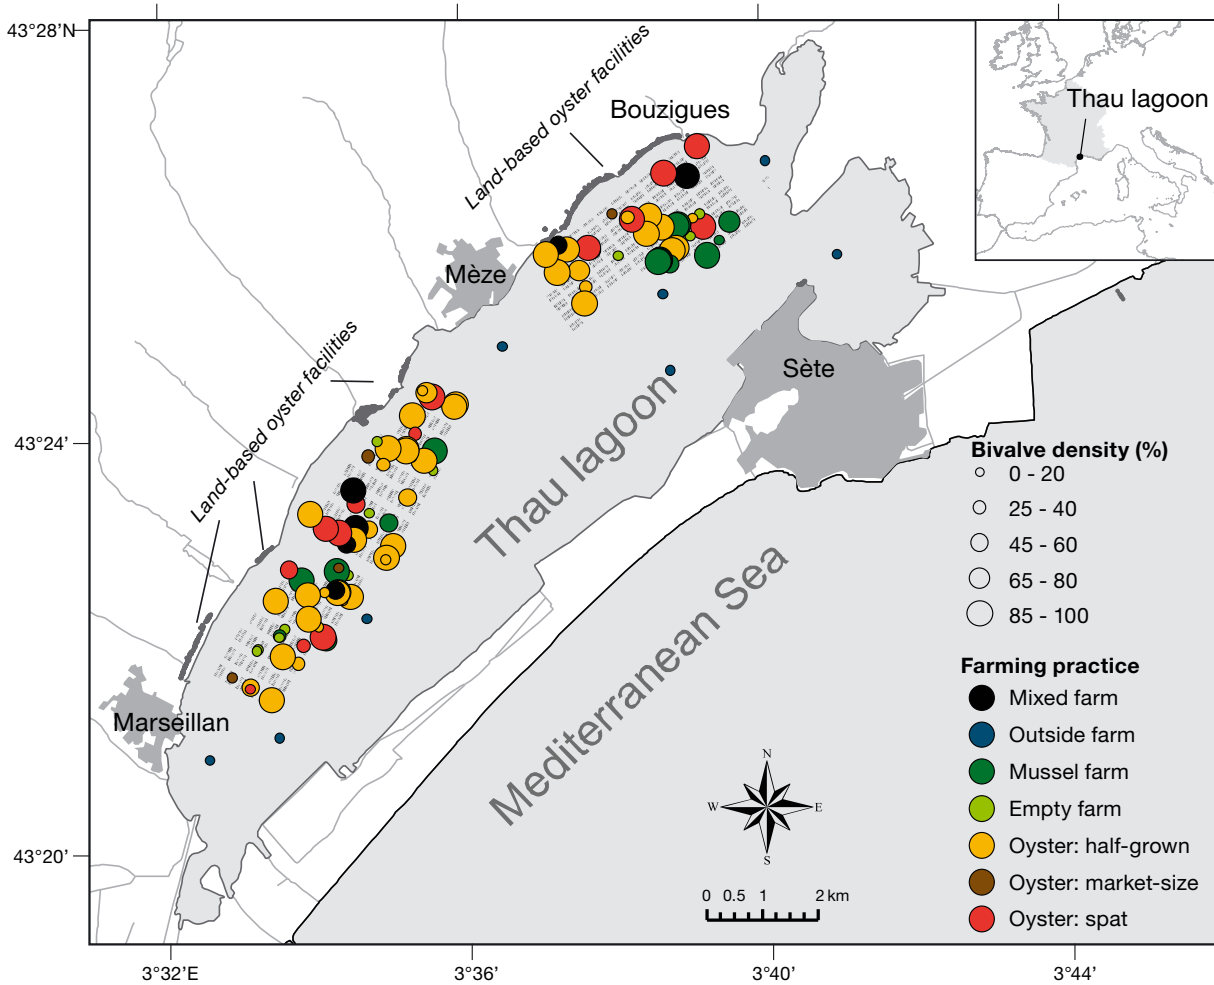 43°28’N
Land-based oyster facilities
Bouzigues
Thau lagoon
Mèze
Land-based oyster facilities
Sète
43°24’
Thau lagoon
Bivalve density (%)
0 - 20
25 - 40
45 - 60
65 - 80
85 - 100
Mediterranean Sea
Farming practice
Mixed farm
Marseillan
Outside farm
Mussel farm
N
W
E
S
Empty farm
43°20’
Oyster: half-grown
0 0.5 1 2 km
Oyster: market-size
Oyster: spat
3°32’E
3°36’
3°40’
3°44’